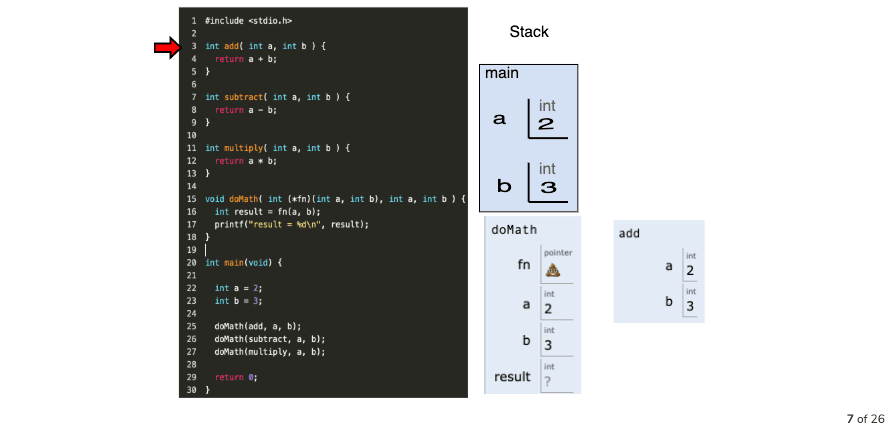 Stack
1 #include <stdio.h>
2
3 int add( int a, int b ) {
4 return a + b;
5 }
6
7 int subtract( int a, int b ) {
8 return a - b;
9 }
10
11 int multiply( int a, int b ) {
12 return a * b;
13 }
14
15 void doMath( int (*fn)(int a, int b), int a, int b ) {
16 int result = fn(a, b);
17 printf("result = %d\n", result);
18 }
19
20 int main(void) {
21
22 int a = 2;
23 int b = 3;
24
25 doMath(add, a, b);
26 doMath(subtract, a, b);
27 doMath(multiply, a, b);
28
29 return 0;
30 }
main
int
a 2
int
b 3
doMath
pointer
fn
int
a 2
int
b 3
int
result ?
add
int
a 2
int
b 3
7 of 26